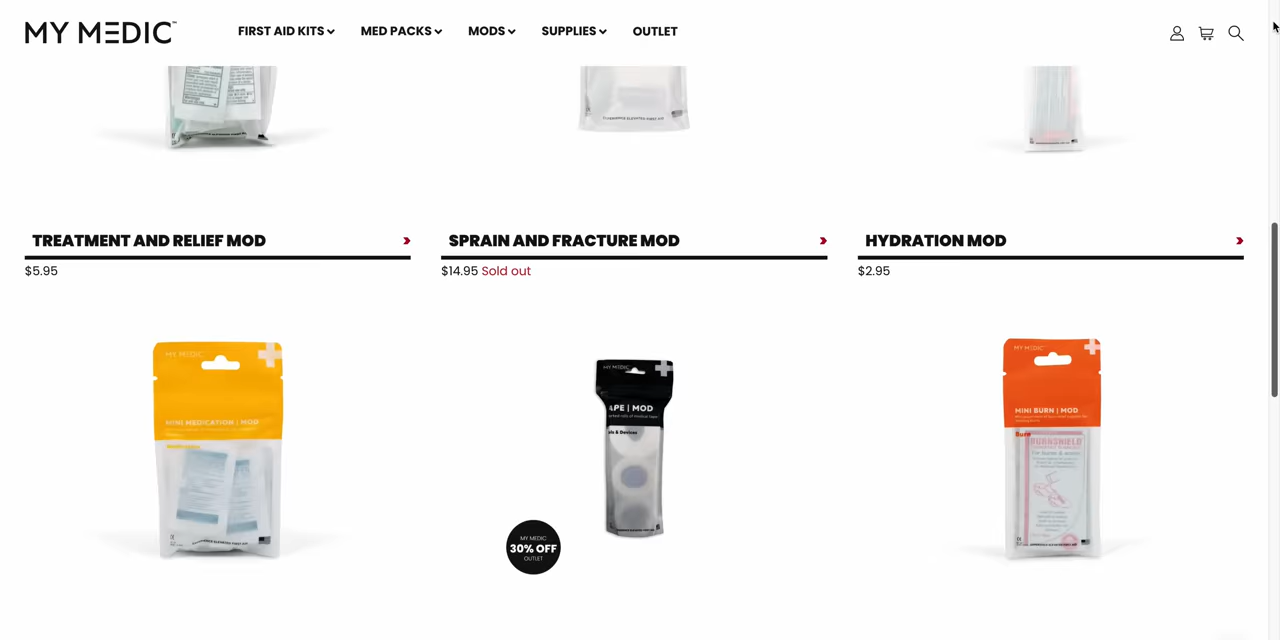 MY MEDIC™
FIRST AID KITS
MED PACKS
MODS
SUPPLIES
OUTLET
TREATMENT AND RELIEF MOD
$5.95
SPRAIN AND FRACTURE MOD
$14.95 Sold out
HYDRATION MOD
$2.95
MY MEDIC
MINI MEDICATION | MOD
MY MEDIC
APE | MOD
MY MEDIC
30% OFF
OUTLET
MY MEDIC
MINI BURN | MOD
Burn
BURNSHIELD